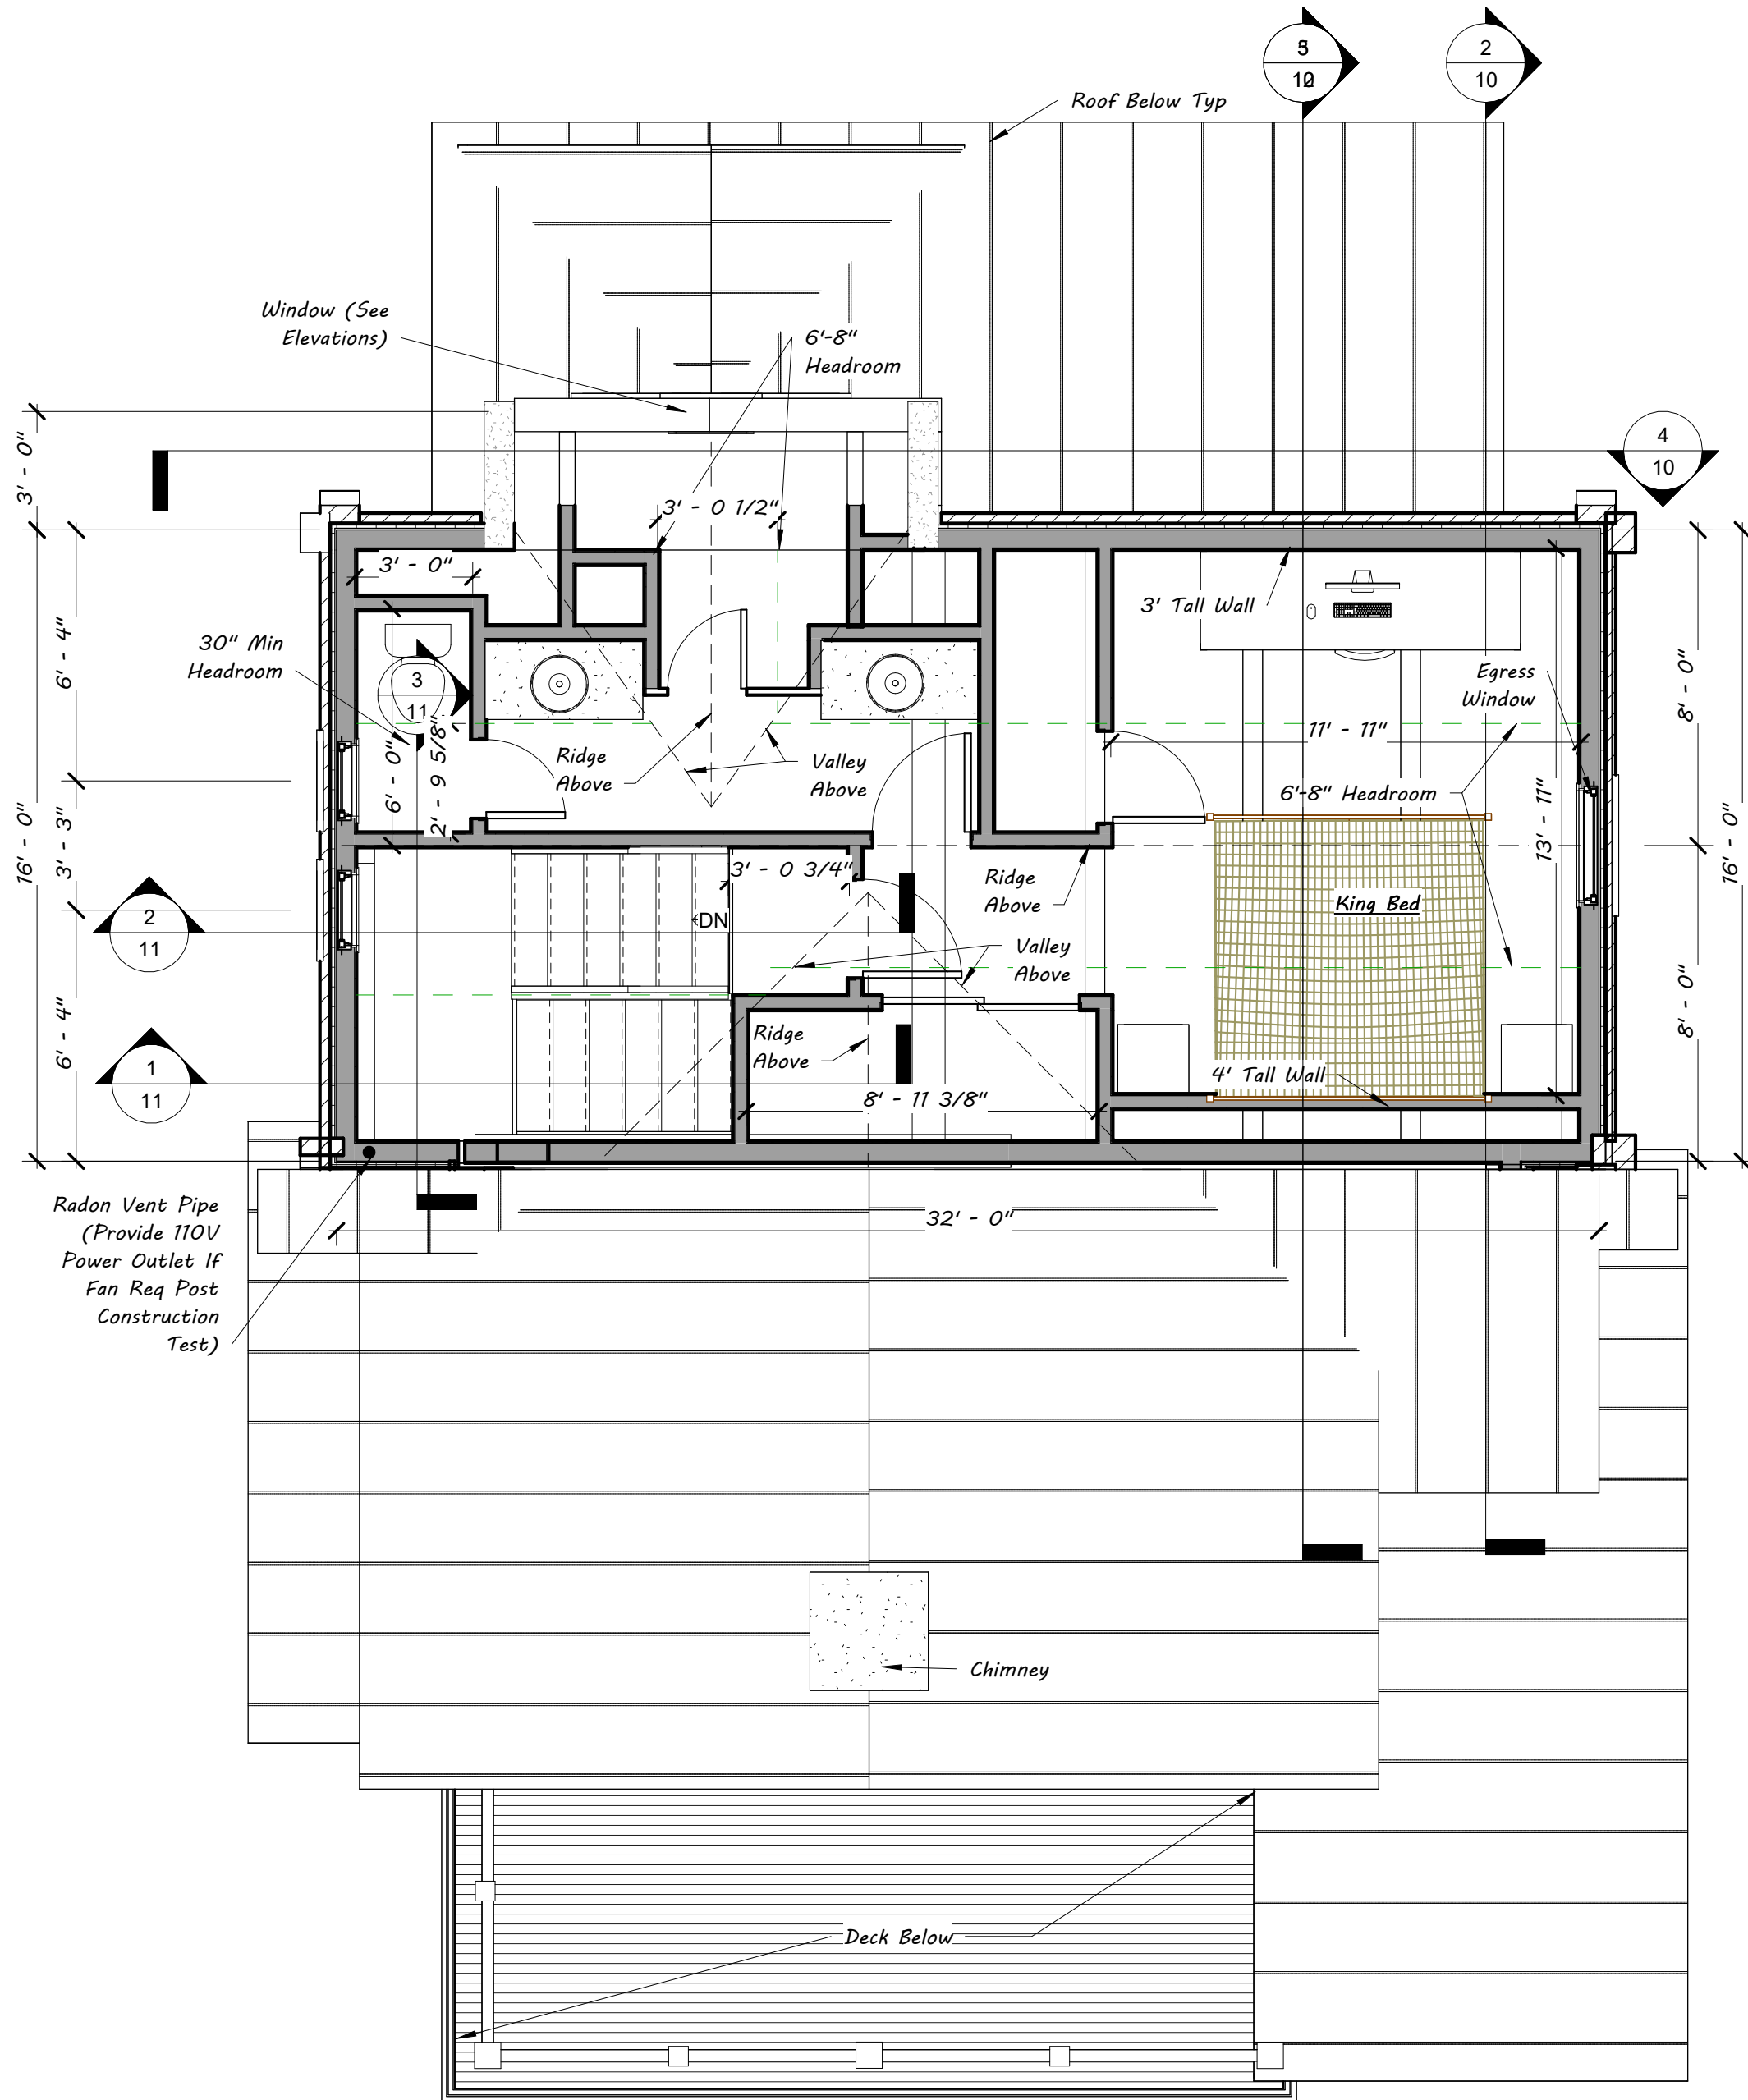 2
10
Roof Below Typ
Window (See
Elevations)
6'-8"
Headroom
3' - 0"
4
10
3' - 0 1/2"
3' - 0"
3' Tall Wall
6' - 4"
30" Min
Headroom
3
11
Egress
Window
8' - 0"
11' - 11"
Ridge
Above
Valley
Above
6' - 0"
2' - 9 5/8"
6'-8" Headroom
16' - 0"
3' - 3"
13' - 11"
16' - 0"
3' - 0 3/4"
Ridge
Above
King Bed
2
11
DN
Valley
Above
6' - 4"
8' - 0"
Ridge
Above
1
11
4' Tall Wall
8' - 11 3/8"
Radon Vent Pipe
(Provide 110V
Power Outlet If
Fan Req Post
Construction
Test)
32' - 0"
Chimney
Deck Below